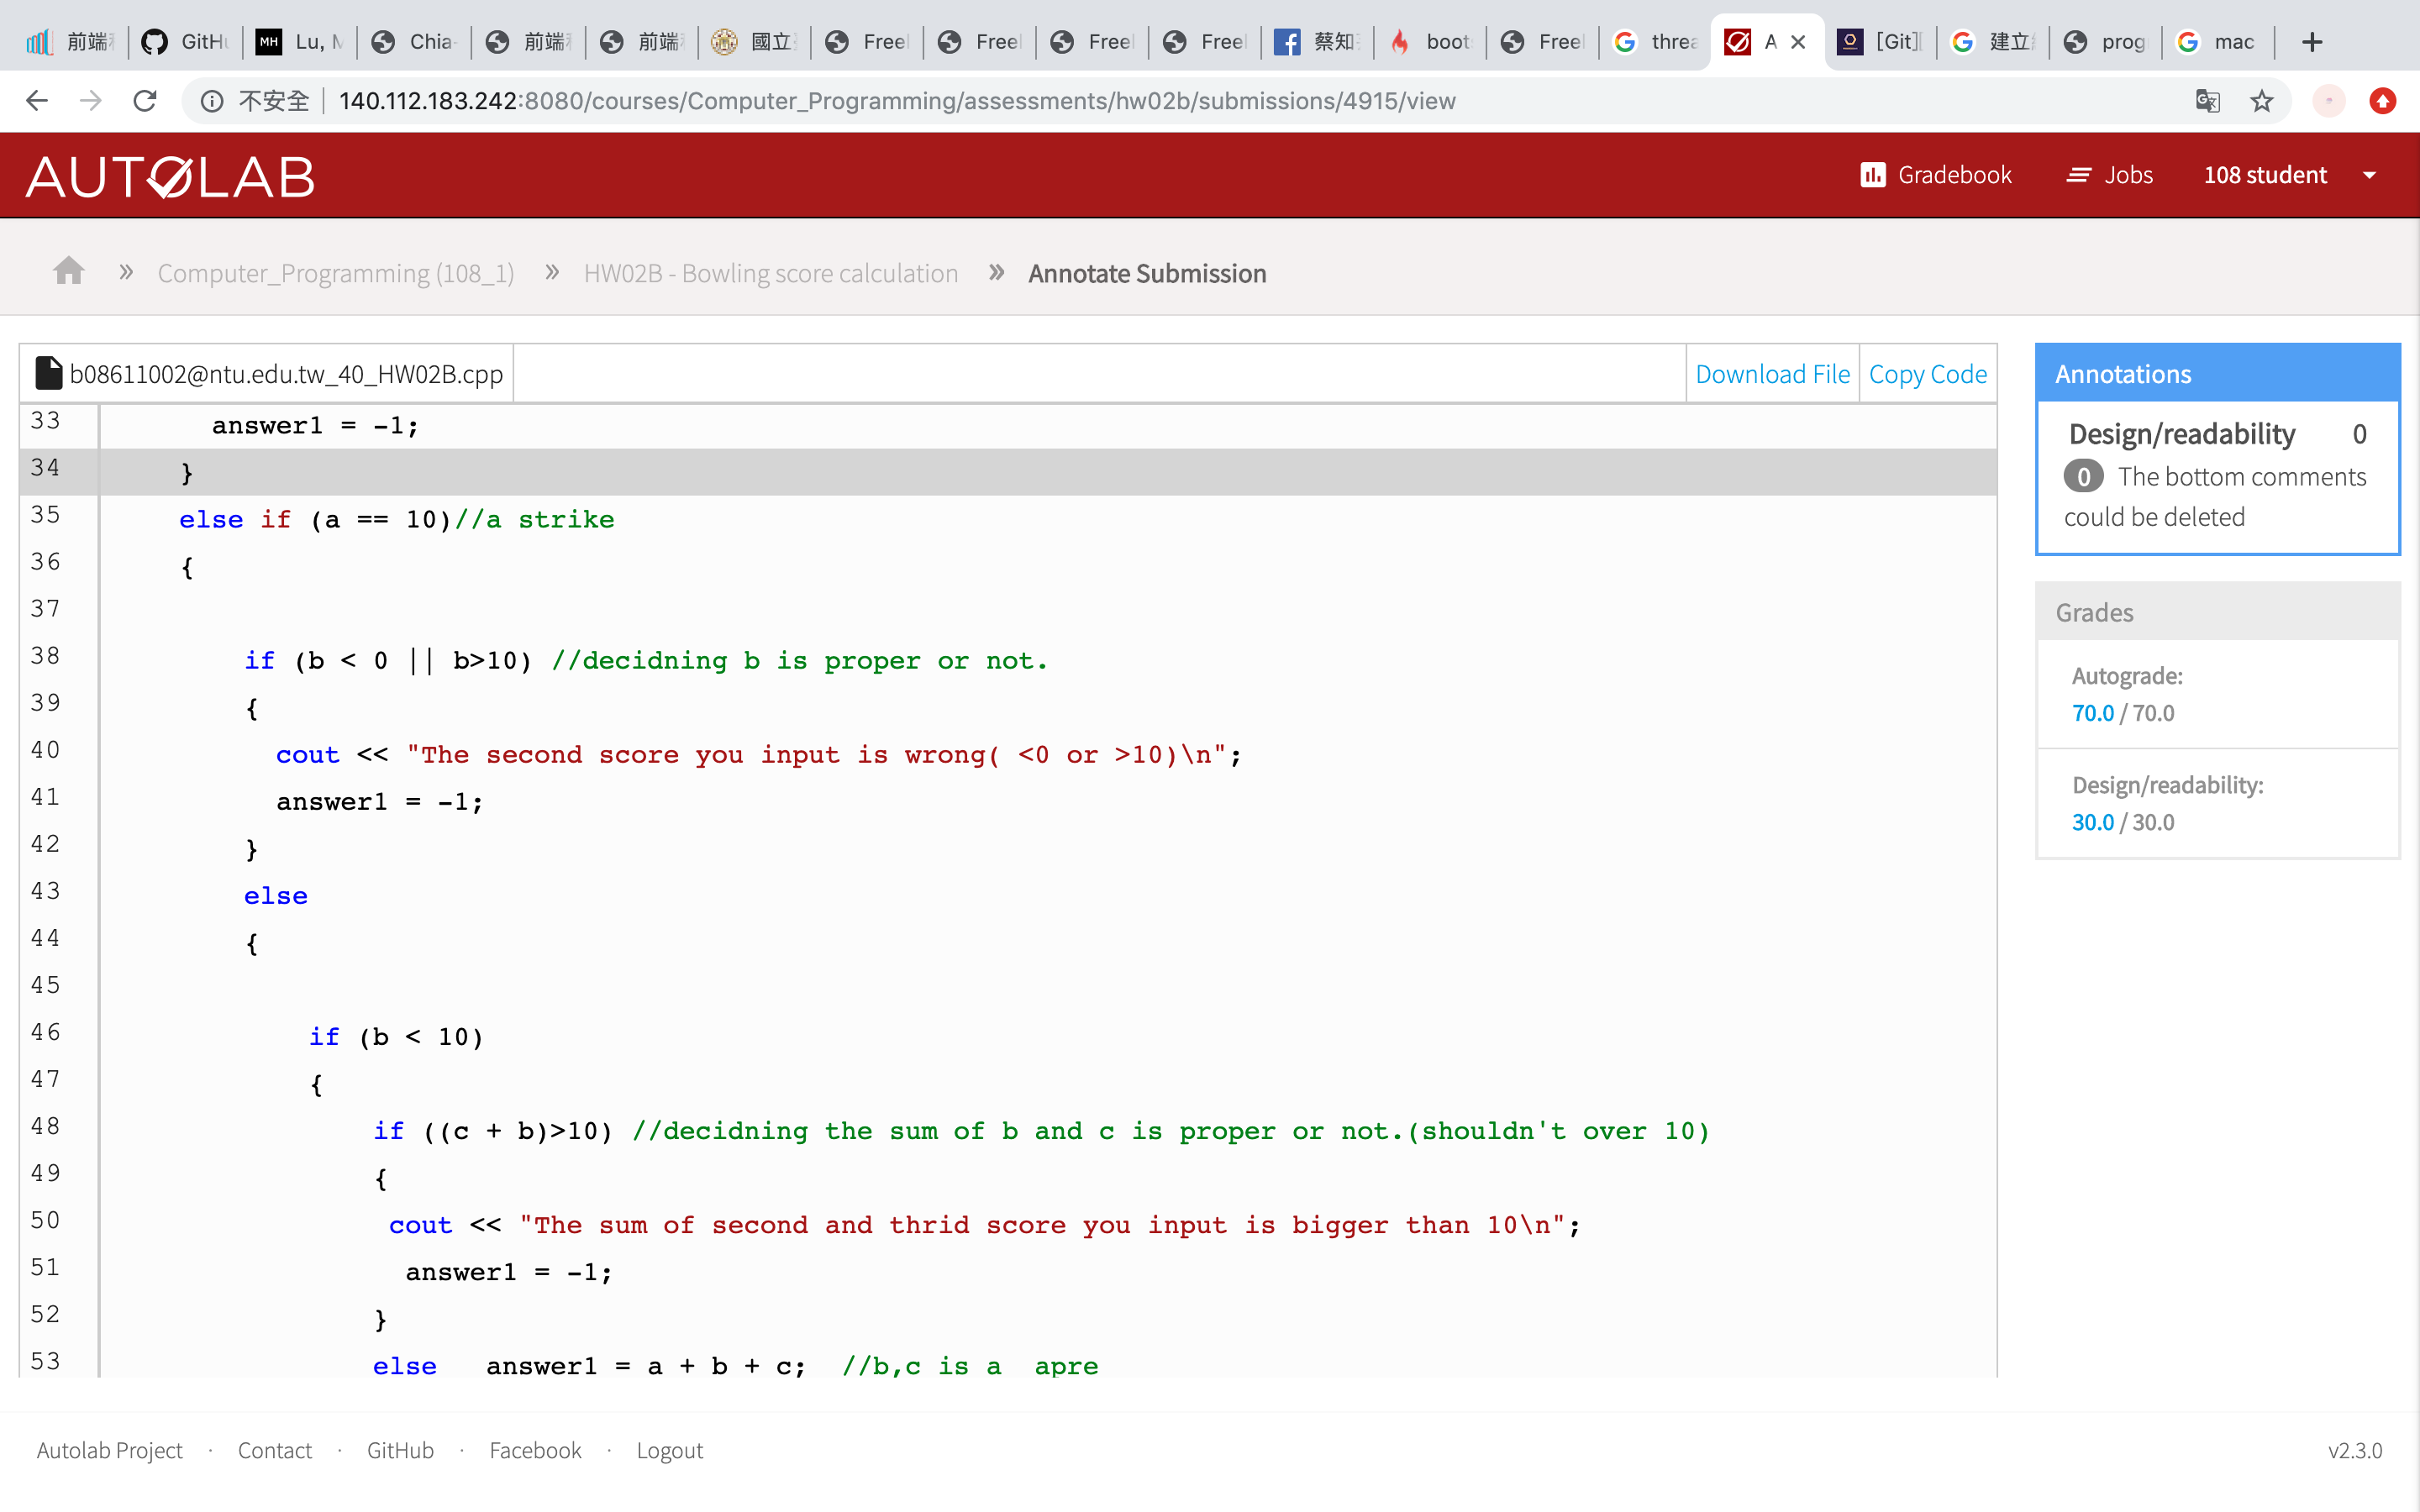 前端
GitH
MH Lu, M
Chia-
前端
前端
國立
Free
Free
Free
Free
蔡知
boot
Free
threa
A
[Git]
建立
prog
mac
不安全 140.112.183.242:8080/courses/Computer_Programming/assessments/hw02b/submissions/4915/view
AUTOLAB
Gradebook
Jobs
108 student
» Computer_Programming (108_1) » HW02B - Bowling score calculation » Annotate Submission
b08611002@ntu.edu.tw_40_HW02B.cpp
Download File
Copy Code
33 answer1 = -1;
34 }
35 else if (a == 10)//a strike
36 {
37
38 if (b < 0 || b>10) //decidning b is proper or not.
39 {
40 cout << "The second score you input is wrong( <0 or >10)\n";
41 answer1 = -1;
42 }
43 else
44 {
45
46 if (b < 10)
47 {
48 if ((c + b)>10) //decidning the sum of b and c is proper or not.(shouldn't over 10)
49 {
50 cout << "The sum of second and thrid score you input is bigger than 10\n";
51 answer1 = -1;
52 }
53 else answer1 = a + b + c; //b,c is a apre
Annotations
Design/readability 0
0 The bottom comments
could be deleted
Grades
Autograde:
70.0 / 70.0
Design/readability:
30.0 / 30.0
Autolab Project · Contact · GitHub · Facebook · Logout
v2.3.0